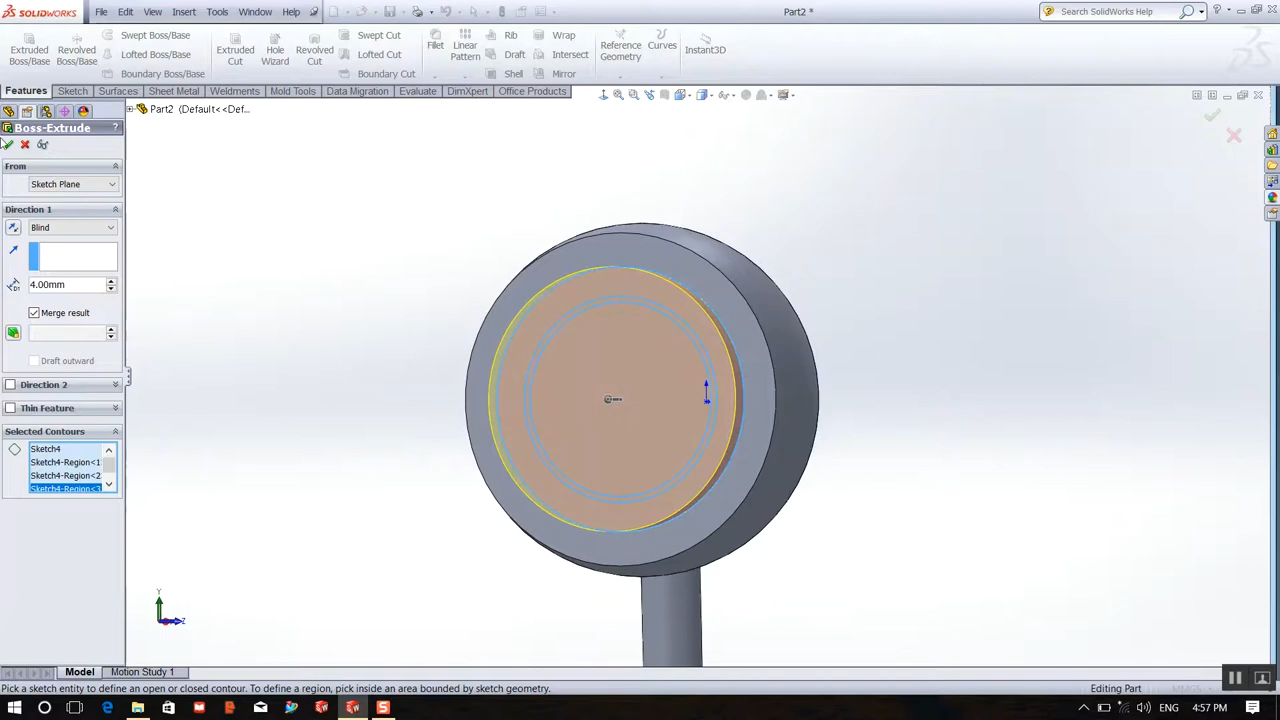 SOLIDWORKS File Edit View Insert Tools Window Help Part2 * Search SolidWorks Help
Extruded Boss/Base Revolved Boss/Base Swept Boss/Base Lofted Boss/Base Boundary Boss/Base Extruded Cut Hole Wizard Revolved Cut Swept Cut Lofted Cut Boundary Cut Fillet Linear Pattern Rib Draft Shell Wrap Intersect Mirror Reference Geometry Curves Instant3D
Features Sketch Surfaces Sheet Metal Weldments Mold Tools Data Migration Evaluate DimXpert Office Products
Part2 (Default<<Def...
Boss-Extrude ?
From
Sketch Plane
Direction 1
Blind
4.00mm
Merge result
Draft outward
Direction 2
Thin Feature
Selected Contours
Sketch4
Sketch4-Region<1
Sketch4-Region<2
Sketch4-Region<3
Y
Z
Model Motion Study 1
Pick a sketch entity to define an open or closed contour. To define a region, pick inside an area bounded by sketch geometry. Editing Part MMGS
ENG 4:57 PM